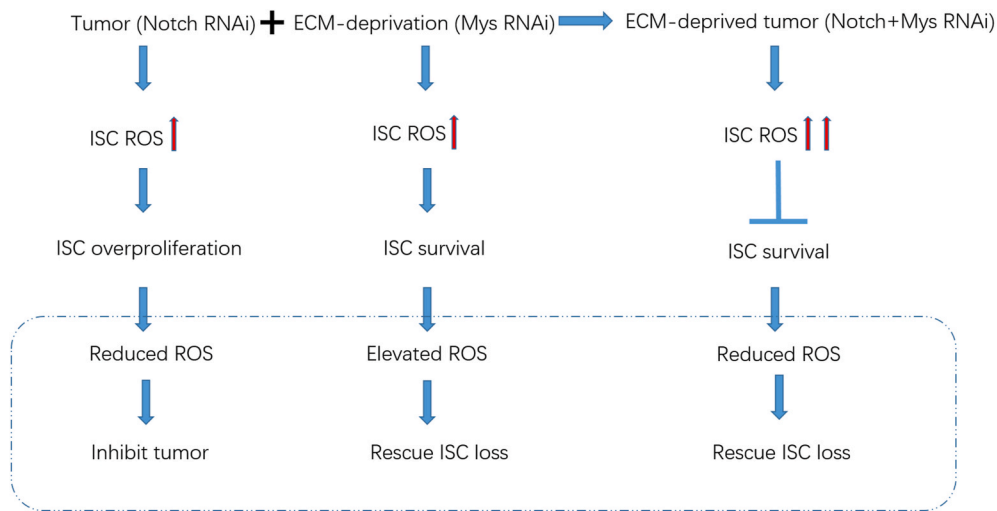 Tumor (Notch RNAi) + ECM-deprivation (Mys RNAi) ECM-deprived tumor (Notch+Mys RNAi)
ISC ROS ISC ROS ISC ROS
ISC overproliferation ISC survival ISC survival
Reduced ROS Elevated ROS Reduced ROS
Inhibit tumor Rescue ISC loss Rescue ISC loss